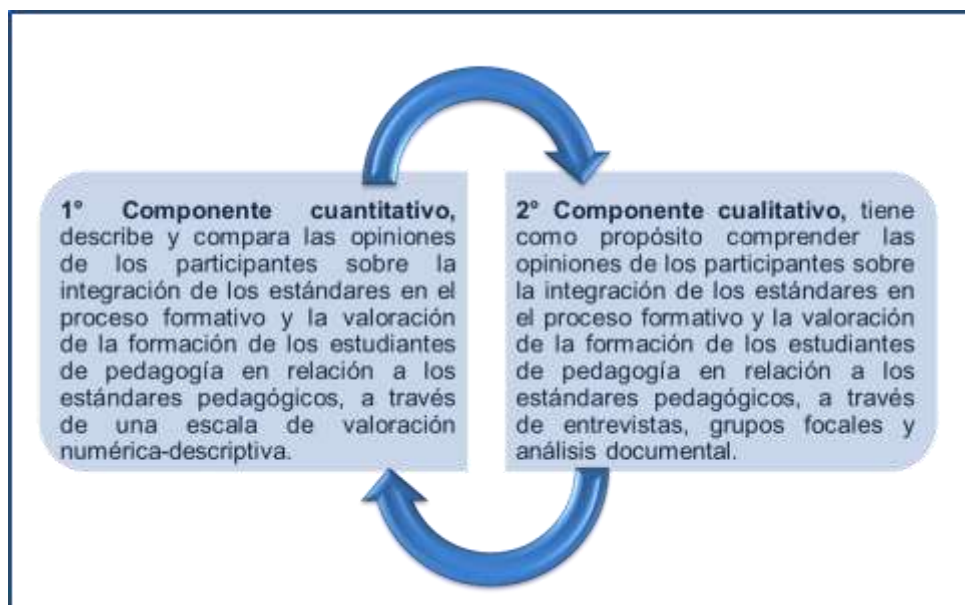 1° Componente cuantitativo,
describe y compara las opiniones
de los participantes sobre la
integración de los estándares en el
proceso formativo y la valoración
de la formación de los estudiantes
de pedagogía en relación a los
estándares pedagógicos, a través
de una escala de valoración
numérica-descriptiva.
2° Componente cualitativo, tiene
como propósito comprender las
opiniones de los participantes sobre
la integración de los estándares en
el proceso formativo y la valoración
de la formación de los estudiantes
de pedagogía en relación a los
estándares pedagógicos, a través
de entrevistas, grupos focales y
análisis documental.